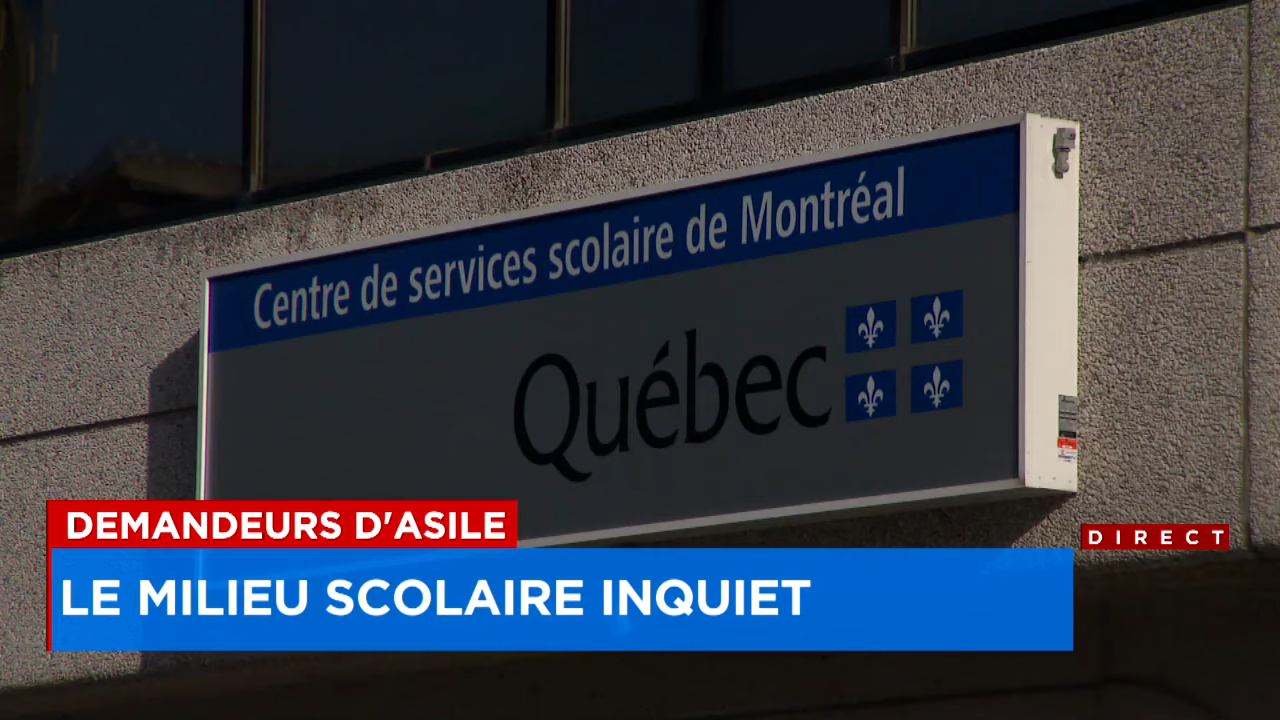 Centre de services scolaire de Montréal
Québec
DEMANDEURS D'ASILE
DIRECT
LE MILIEU SCOLAIRE INQUIET